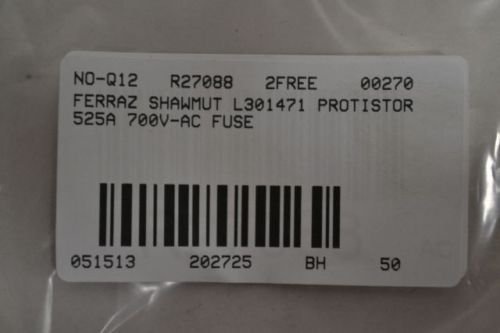 NO-Q12 R27088 2FREE 00270
FERRAZ SHAWMUT L301471 PROTISTOR
525A 700V-AC FUSE
051513 202725 BH 50